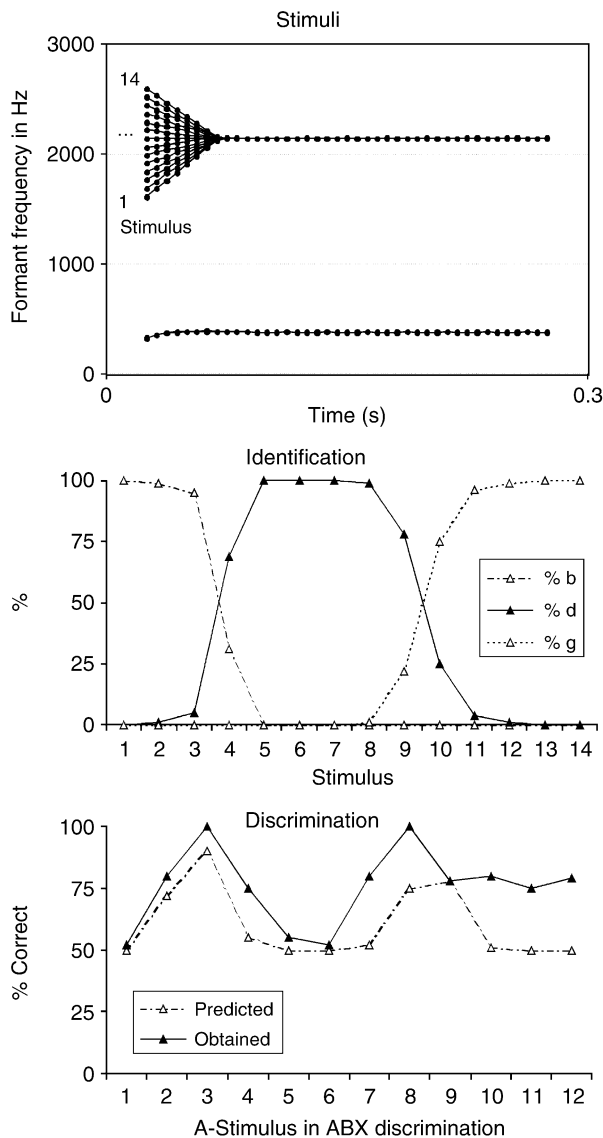 Stimuli
3000
14
...
2000
1
Stimulus
1000
0
Formant frequency in Hz
0 0.3
Time (s)
Identification
100
75
50
25
0
%
% b
% d
% g
1 2 3 4 5 6 7 8 9 10 11 12 13 14
Stimulus
Discrimination
100
75
50
25
0
% Correct
Predicted
Obtained
1 2 3 4 5 6 7 8 9 10 11 12
A-Stimulus in ABX discrimination